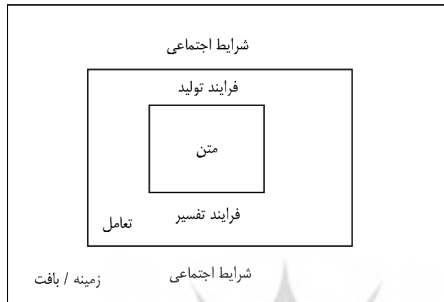 شرایط اجتماعی
فرایند تولید
متن
فرایند تفسیر
تعامل
شرایط اجتماعی
زمینه / بافت